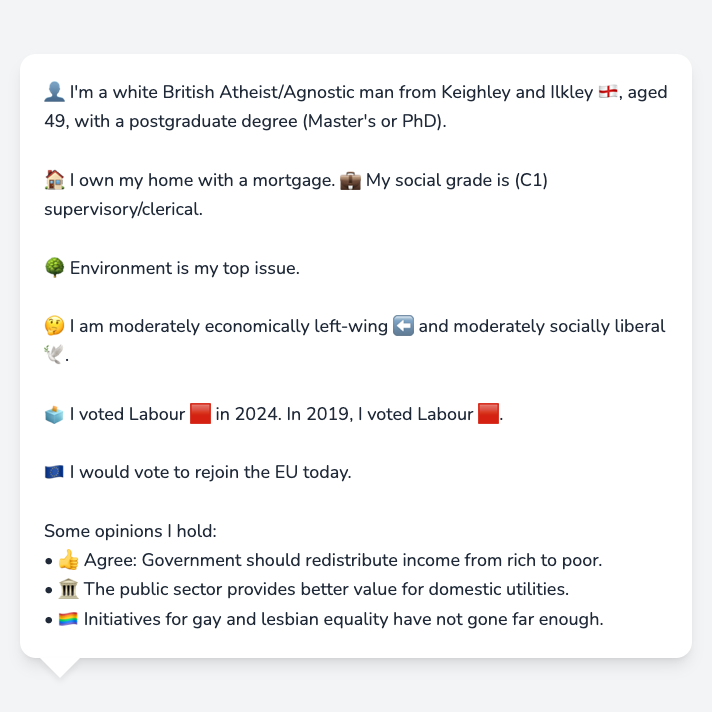 👤 I'm a white British Atheist/Agnostic man from Keighley and Ilkley 🏴󠁧󠁢󠁥󠁮󠁧󠁿, aged
49, with a postgraduate degree (Master's or PhD).
🏠 I own my home with a mortgage. 💼 My social grade is (C1)
supervisory/clerical.
🌳 Environment is my top issue.
🤔 I am moderately economically left-wing ⬅️ and moderately socially liberal
🕊️.
🗳️ I voted Labour 🟥 in 2024. In 2019, I voted Labour 🟥.
🇪🇺 I would vote to rejoin the EU today.
Some opinions I hold:
• 👍 Agree: Government should redistribute income from rich to poor.
• 🏛️ The public sector provides better value for domestic utilities.
• 🏳️‍🌈 Initiatives for gay and lesbian equality have not gone far enough.